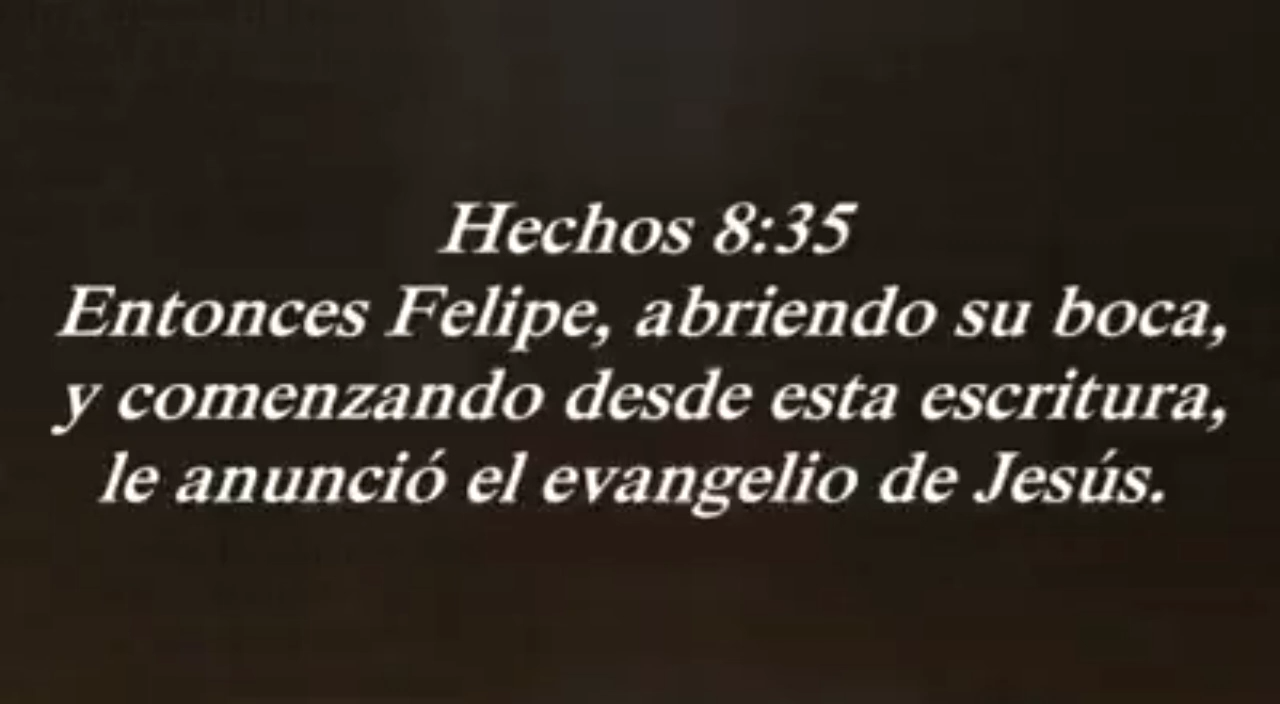 Hechos 8:35
Entonces Felipe, abriendo su boca,
y comenzando desde esta escritura,
le anunció el evangelio de Jesús.